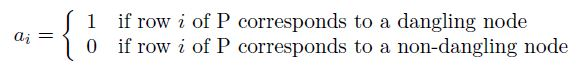 a_i = { 1 if row i of P corresponds to a dangling node
0 if row i of P corresponds to a non-dangling node